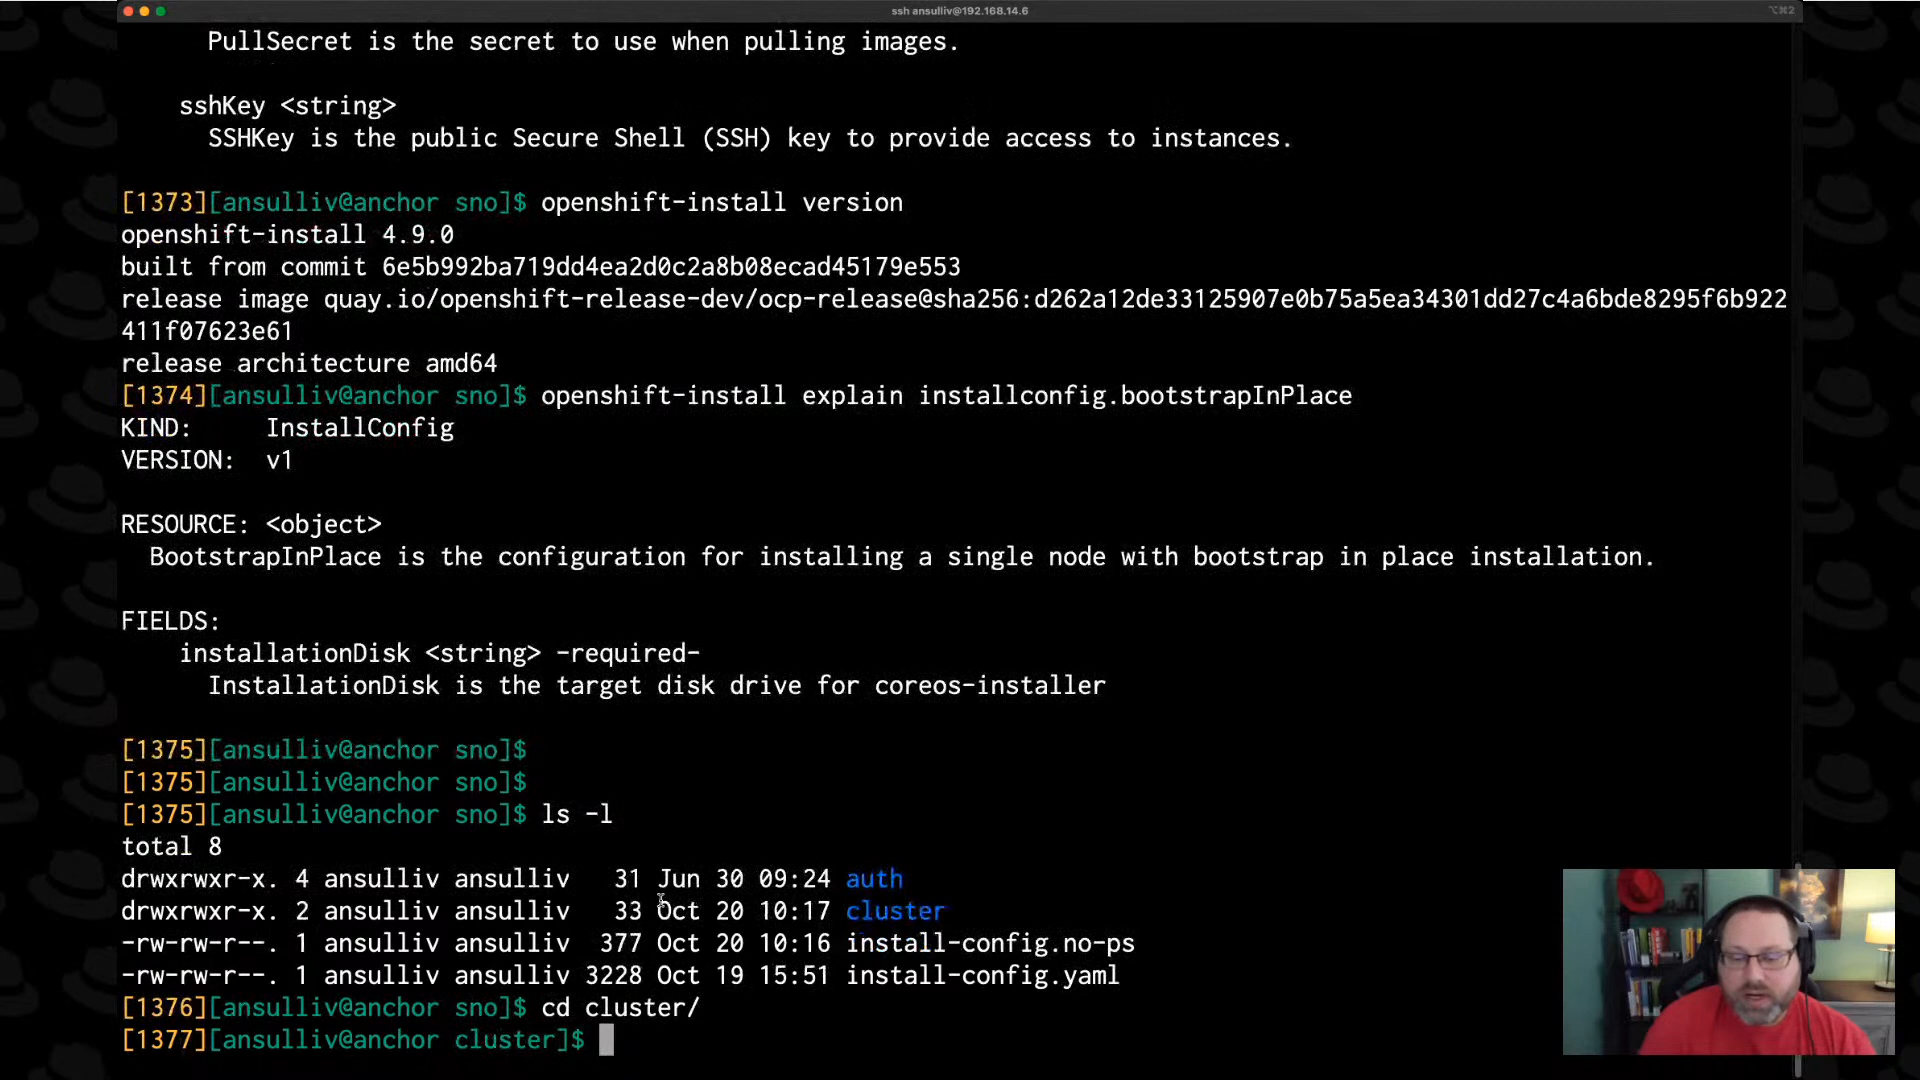 ssh ansulliv@192.168.14.6
⌥⌘2
PullSecret is the secret to use when pulling images.
sshKey <string>
SSHKey is the public Secure Shell (SSH) key to provide access to instances.
[1373][ansulliv@anchor sno]$ openshift-install version
openshift-install 4.9.0
built from commit 6e5b992ba719dd4ea2d0c2a8b08ecad45179e553
release image quay.io/openshift-release-dev/ocp-release@sha256:d262a12de33125907e0b75a5ea34301dd27c4a6bde8295f6b922
411f07623e61
release architecture amd64
[1374][ansulliv@anchor sno]$ openshift-install explain installconfig.bootstrapInPlace
KIND:     InstallConfig
VERSION:  v1
RESOURCE: <object>
BootstrapInPlace is the configuration for installing a single node with bootstrap in place installation.
FIELDS:
installationDisk <string> -required-
InstallationDisk is the target disk drive for coreos-installer
[1375][ansulliv@anchor sno]$
[1375][ansulliv@anchor sno]$
[1375][ansulliv@anchor sno]$ ls -l
total 8
drwxrwxr-x. 4 ansulliv ansulliv   31 Jun 30 09:24 auth
drwxrwxr-x. 2 ansulliv ansulliv   33 Oct 20 10:17 cluster
-rw-rw-r--. 1 ansulliv ansulliv  377 Oct 20 10:16 install-config.no-ps
-rw-rw-r--. 1 ansulliv ansulliv 3228 Oct 19 15:51 install-config.yaml
[1376][ansulliv@anchor sno]$ cd cluster/
[1377][ansulliv@anchor cluster]$